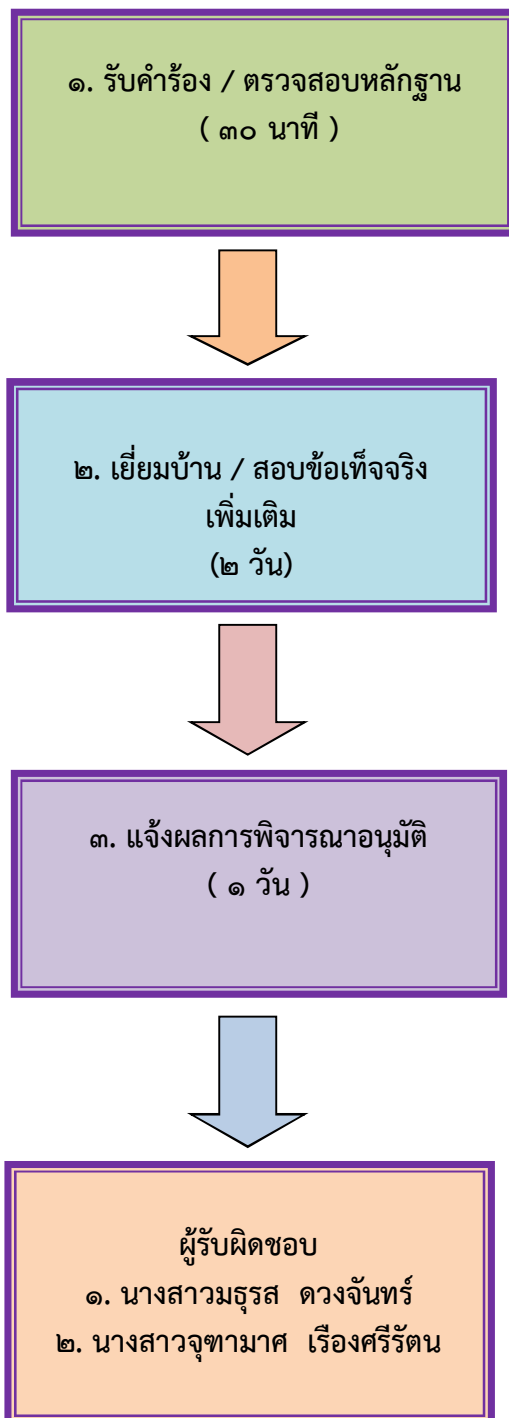 ๑. รับคำร้อง / ตรวจสอบหลักฐาน
( ๓๐ นาที )
๒. เยี่ยมบ้าน / สอบข้อเท็จจริง
เพิ่มเติม
(๒ วัน)
๓. แจ้งผลการพิจารณาอนุมัติ
( ๑ วัน )
ผู้รับผิดชอบ
๑. นางสาวมธุรส ดวงจันทร์
๒. นางสาวจุฑามาศ เรืองศรีรัตน